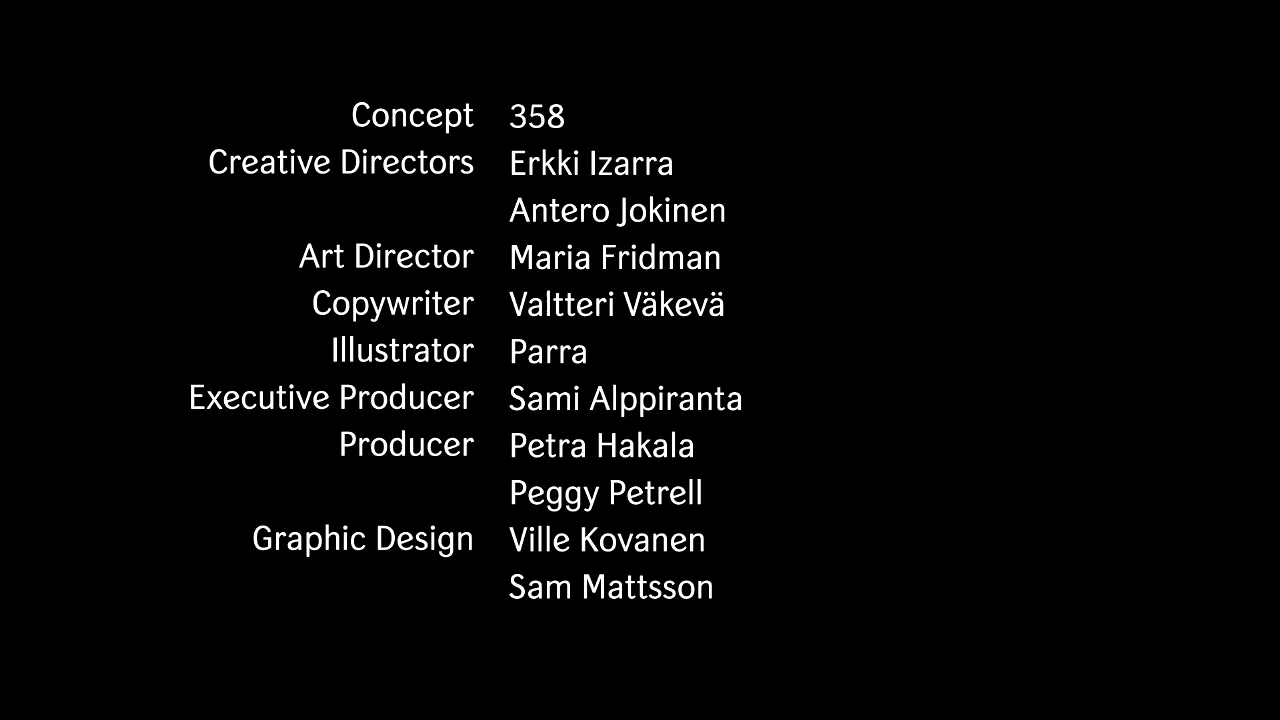 Concept 358
Creative Directors Erkki Izarra
Antero Jokinen
Art Director Maria Fridman
Copywriter Valtteri Väkevä
Illustrator Parra
Executive Producer Sami Alppiranta
Producer Petra Hakala
Peggy Petrell
Graphic Design Ville Kovanen
Sam Mattsson